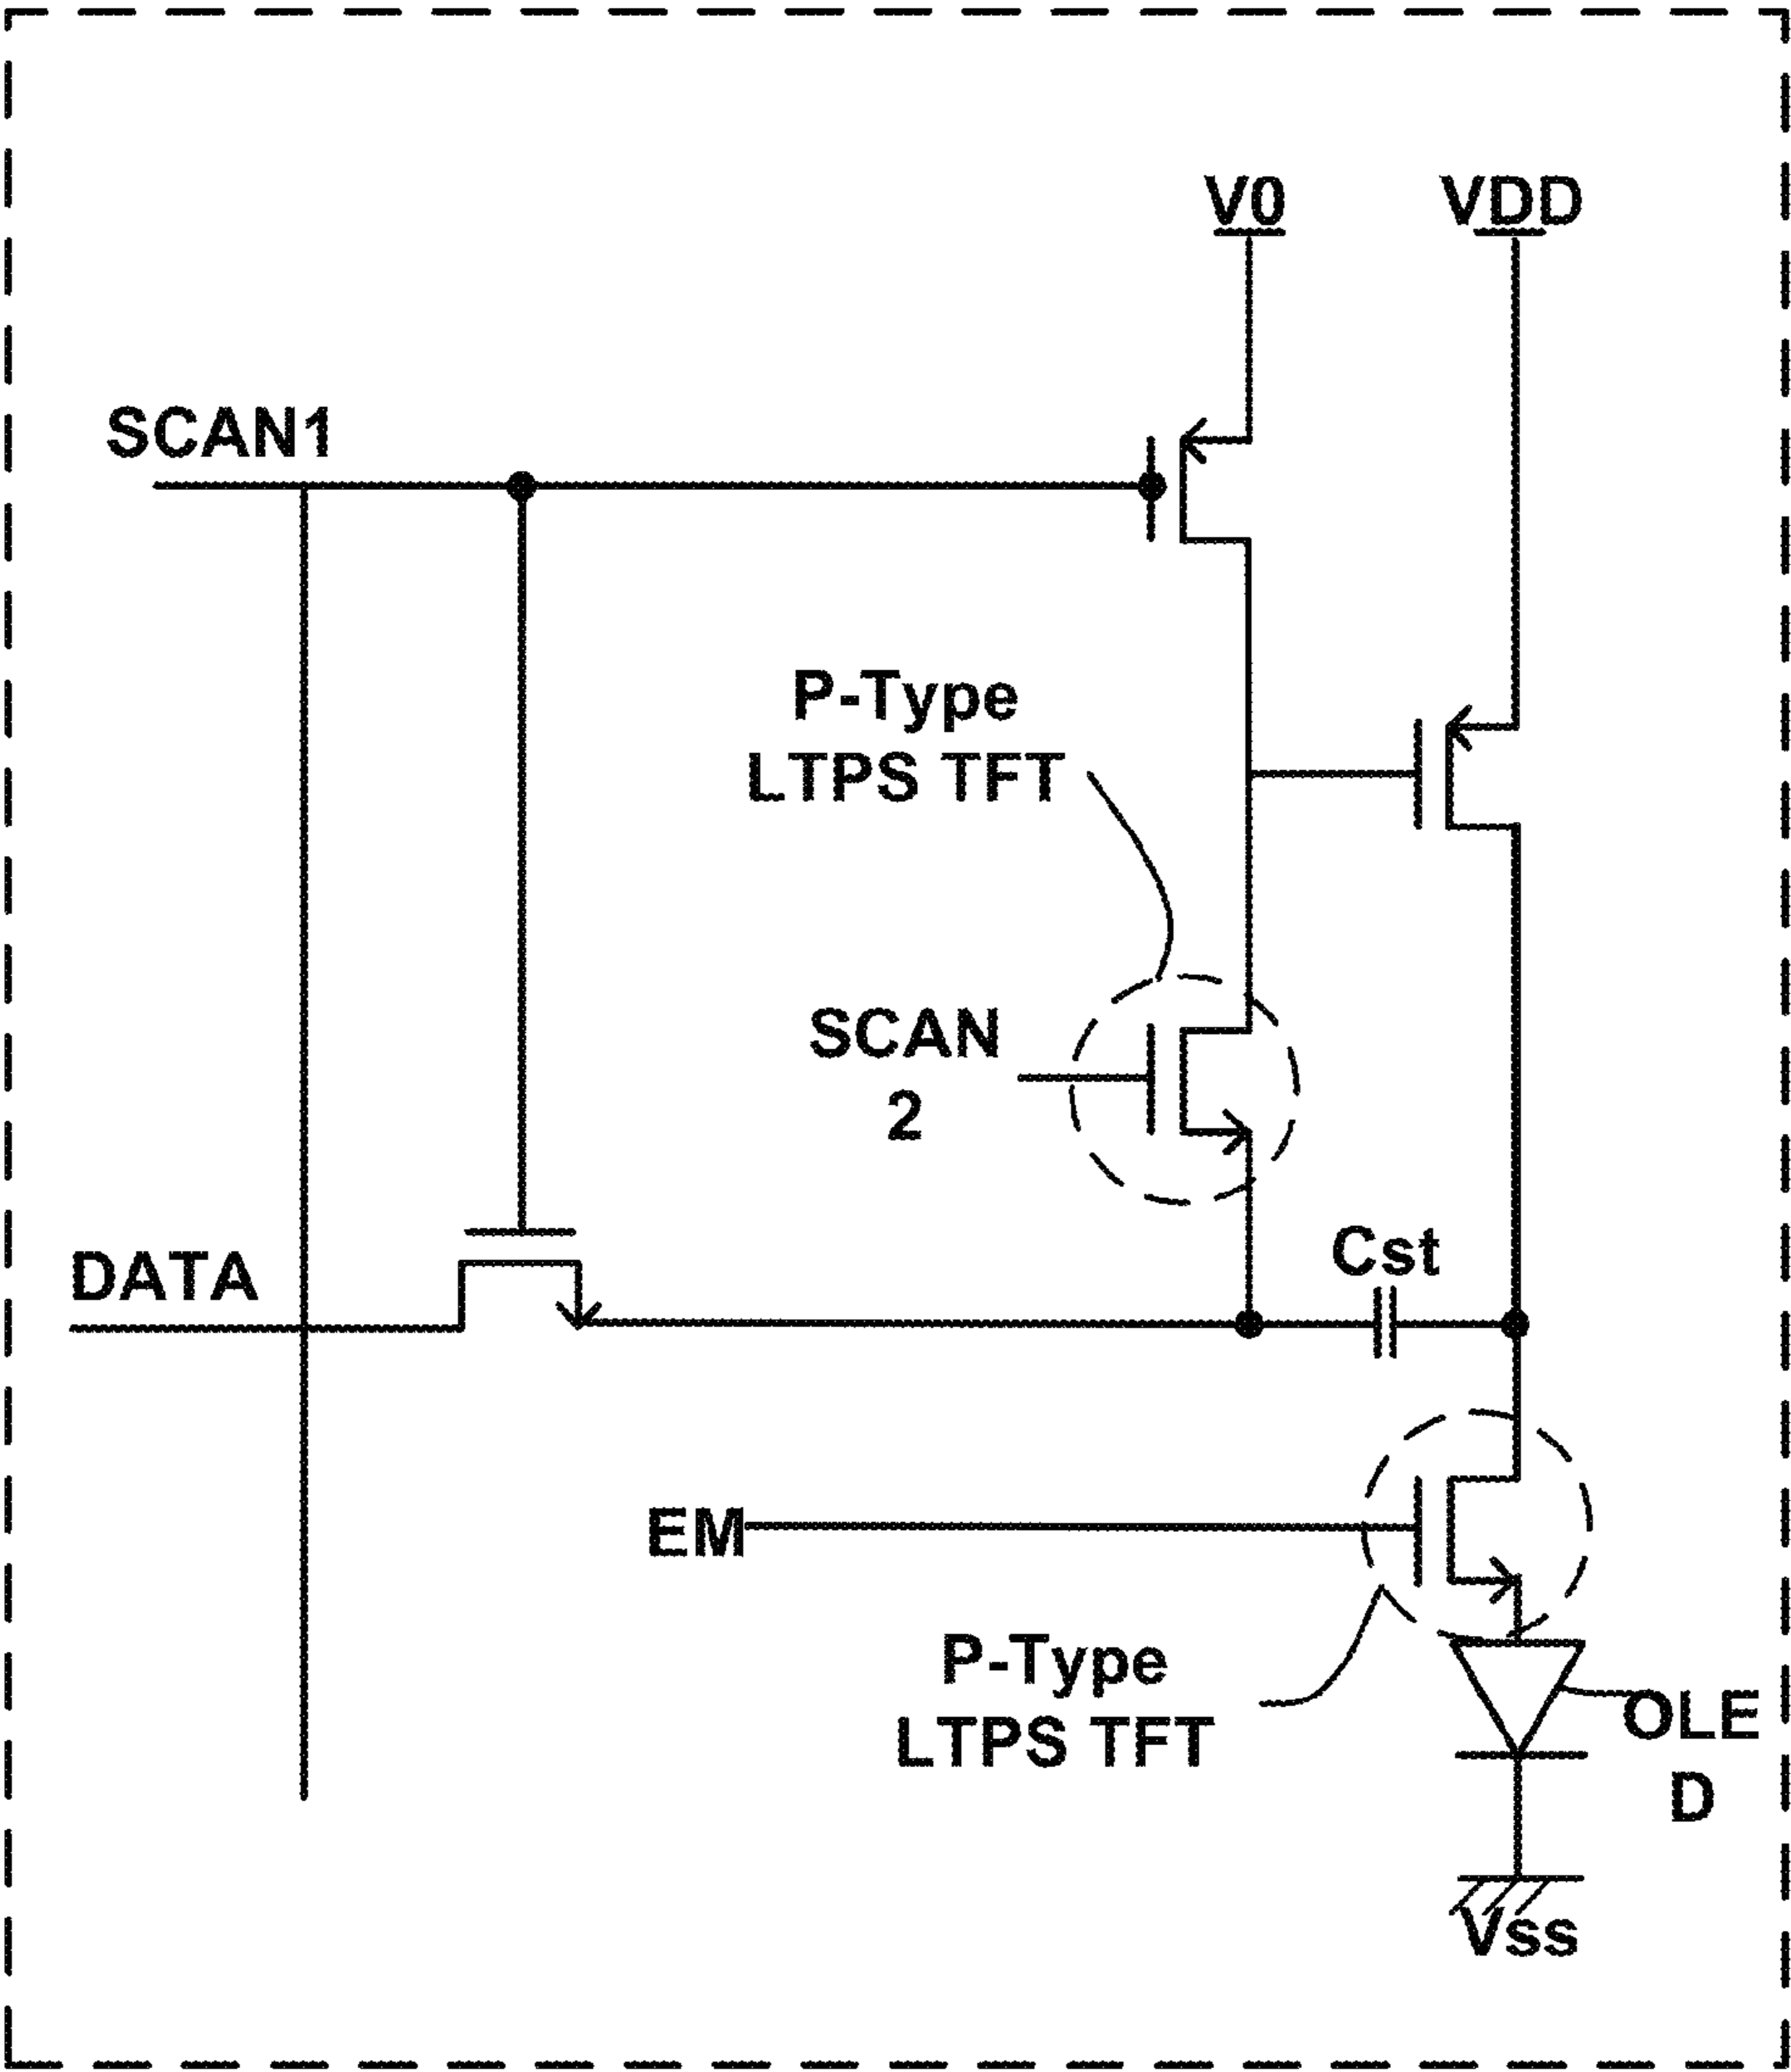 V0 VDD
SCAN1
P-Type
LTPS TFT
SCAN
2
DATA
Cst
EM
P-Type
LTPS TFT
OLE
D
Vss